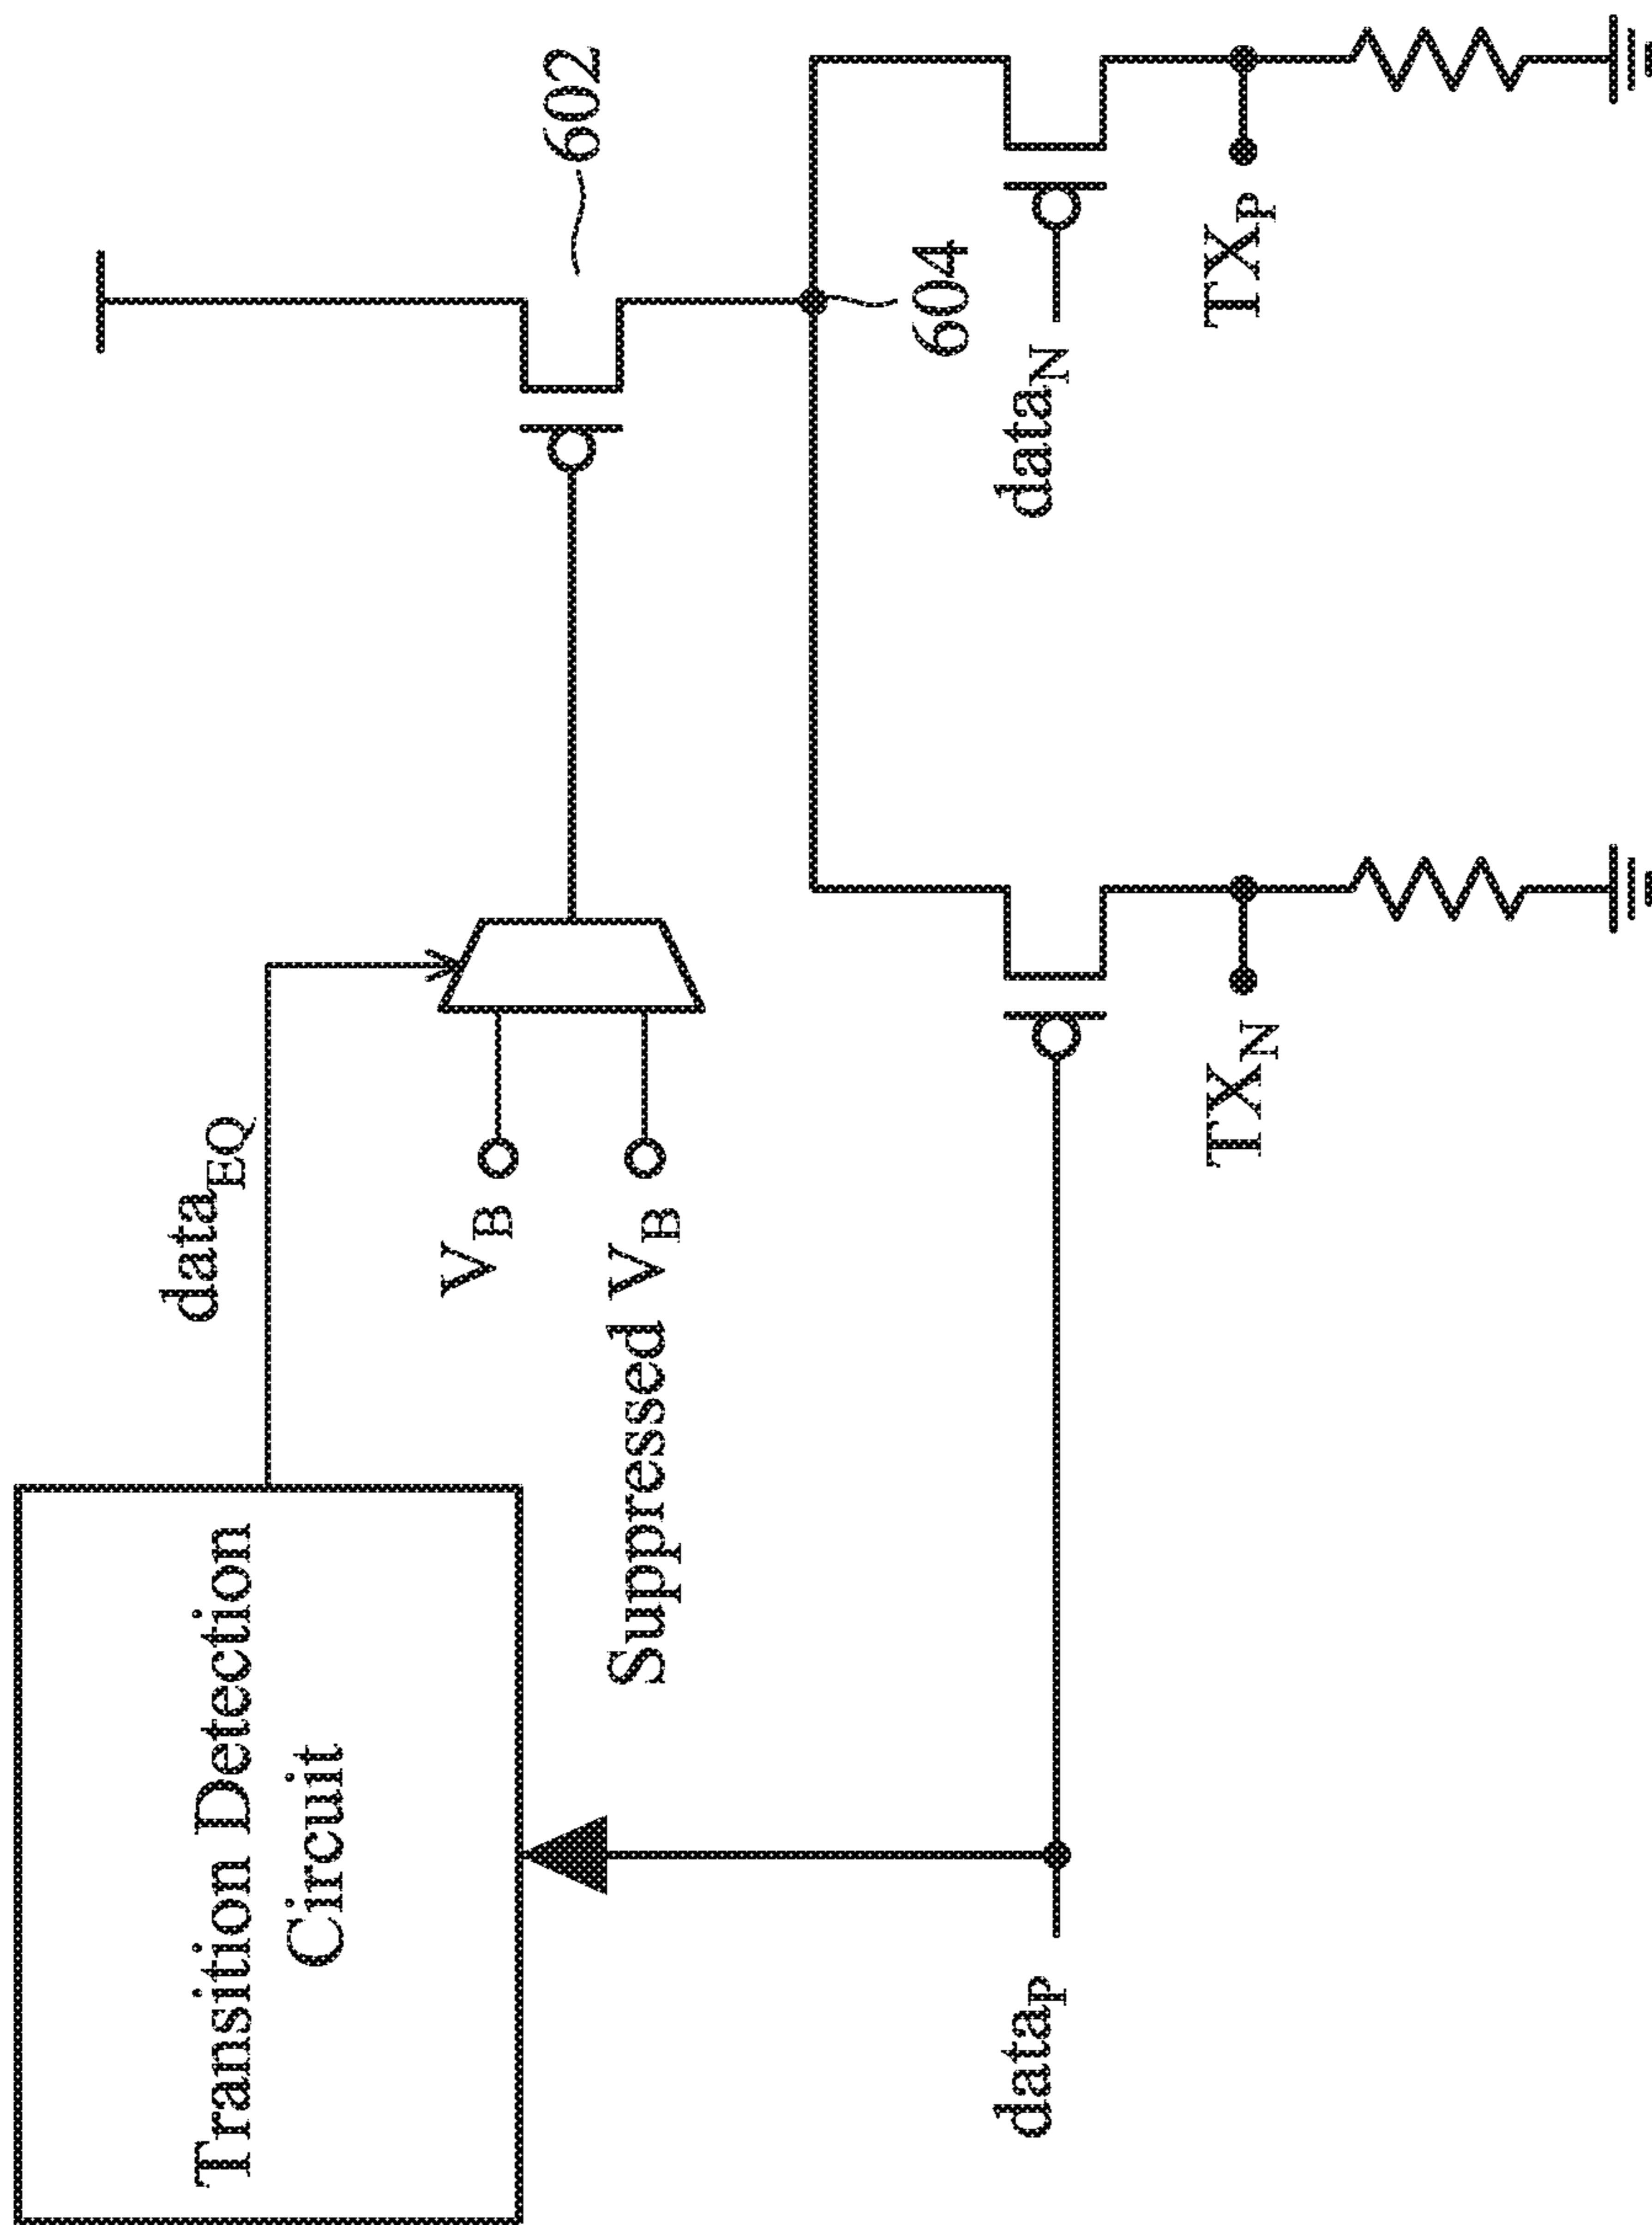 Transition Detection
Circuit
data_EQ
V_B
Suppressed V_B
602
604
data_P
data_N
TX_N
TX_P